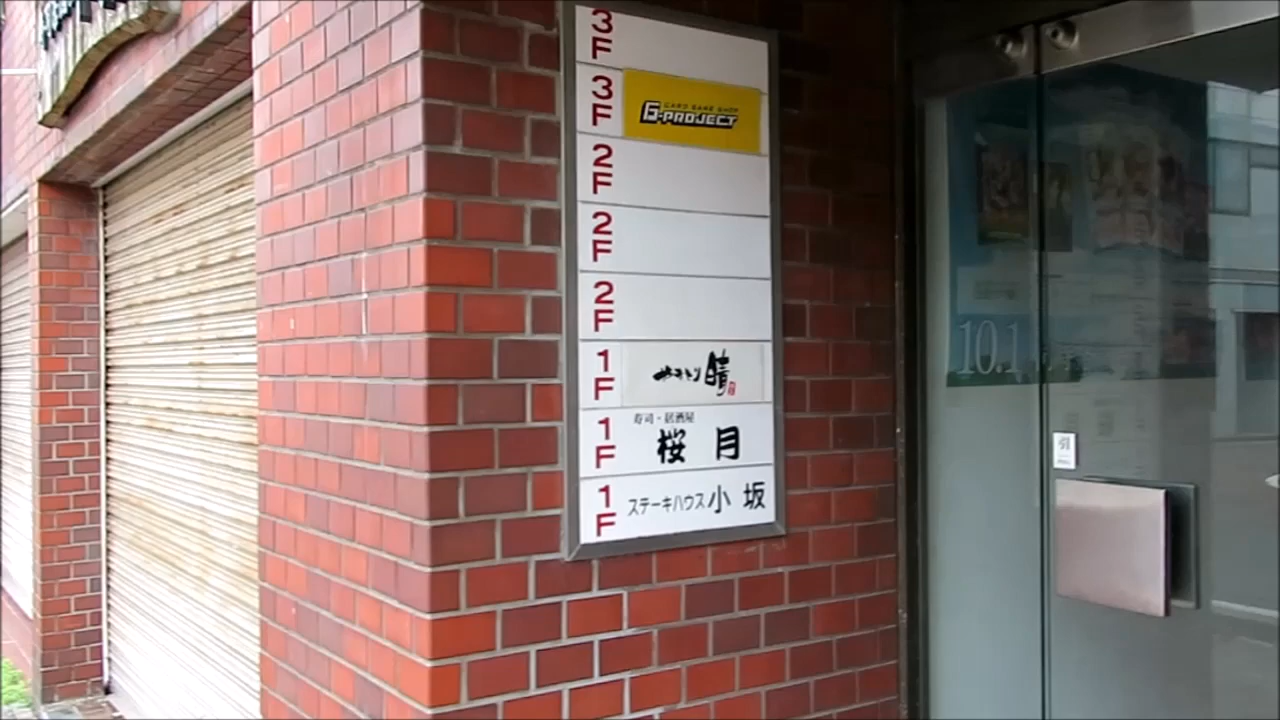 3F
3F CARD GAME SHOP
G-PROJECT
2F
2F
2F
1F 晴
1F 寿司・居酒屋
桜月
1F ステーキハウス小坂
10.1
引